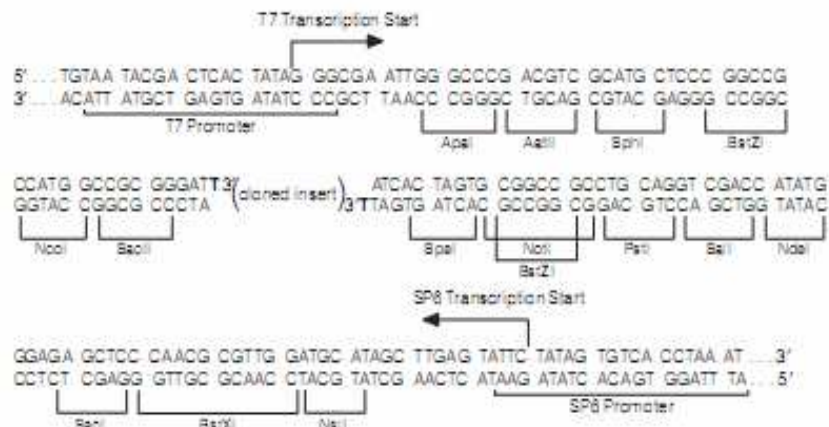 T7 Transcription Start
5′ ... TGTAA TACGA CTCAC TATAG GGCGA ATTGG GCCCG ACGTC GCATG CTCCC GGCCG
3′ ... ACATT ATGCT GAGTG ATATC CCGCT TAACC CGGGC TGCAG CGTAC GAGGG CCGGC
T7 Promoter
ApaI AatII SphI BstZI
CCATG GCCGC GGGATT 3′ (cloned insert) ATCAC TAGTG CGGCC GCCTG CAGGT CGACC ATATG
GGTAC CGGCG CCCTA 3′TTAGTG ATCAC GCCGG CGGAC GTCCA GCTGG TATAC
NcoI SacII SpeI NotI PstI SalI NdeI
BstZI
SP6 Transcription Start
GGAGA GCTCC CAACG CGTTG GATGC ATAGC TTGAG TATTC TATAG TGTCA CCTAA AT ... 3′
CCTCT CGAGG GTTGC GCAAC CTACG TATCG AACTC ATAAG ATATC ACAGT GGATT TA ... 5′
SacI BstXI NsiI SP6 Promoter